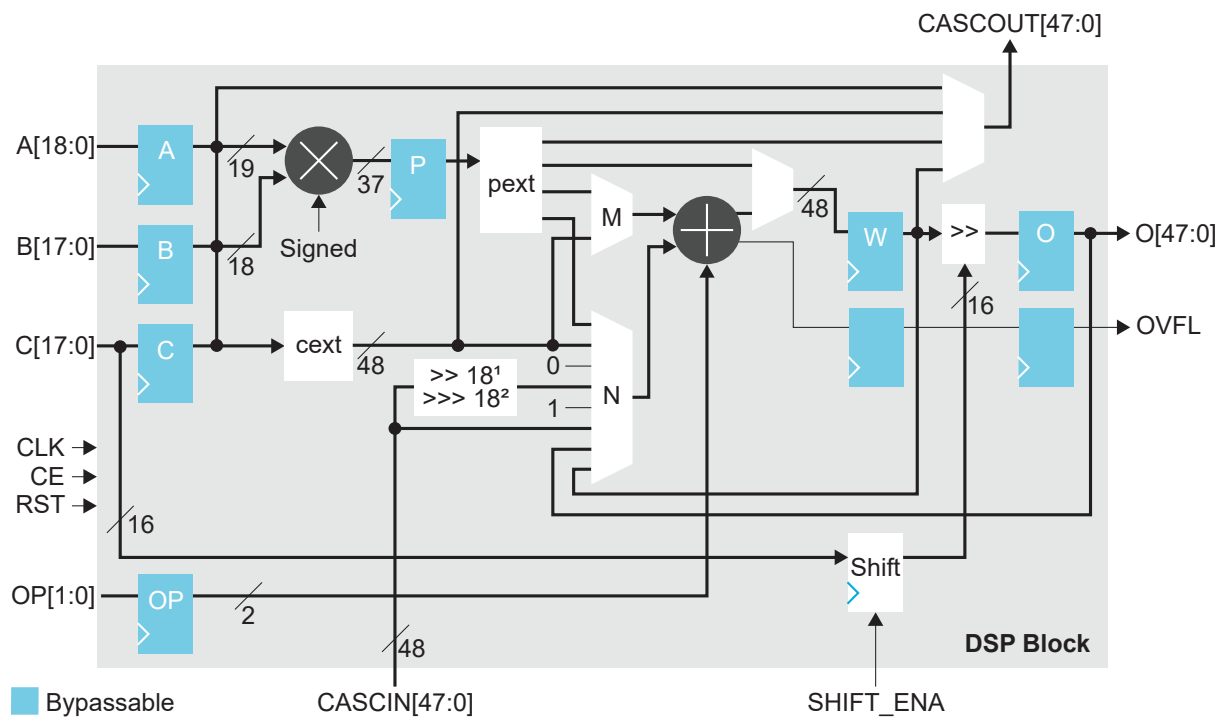 CASCOUT[47:0]
A[18:0]
A
19
37
P
pext
M
48
Signed
B[17:0]
B
18
W
>>
O
O[47:0]
16
C[17:0]
C
cext
48
OVFL
0
>> 18¹
>>> 18²
N
1
CLK
CE
RST
16
Shift
OP[1:0]
OP
2
48
DSP Block
Bypassable
CASCIN[47:0]
SHIFT_ENA